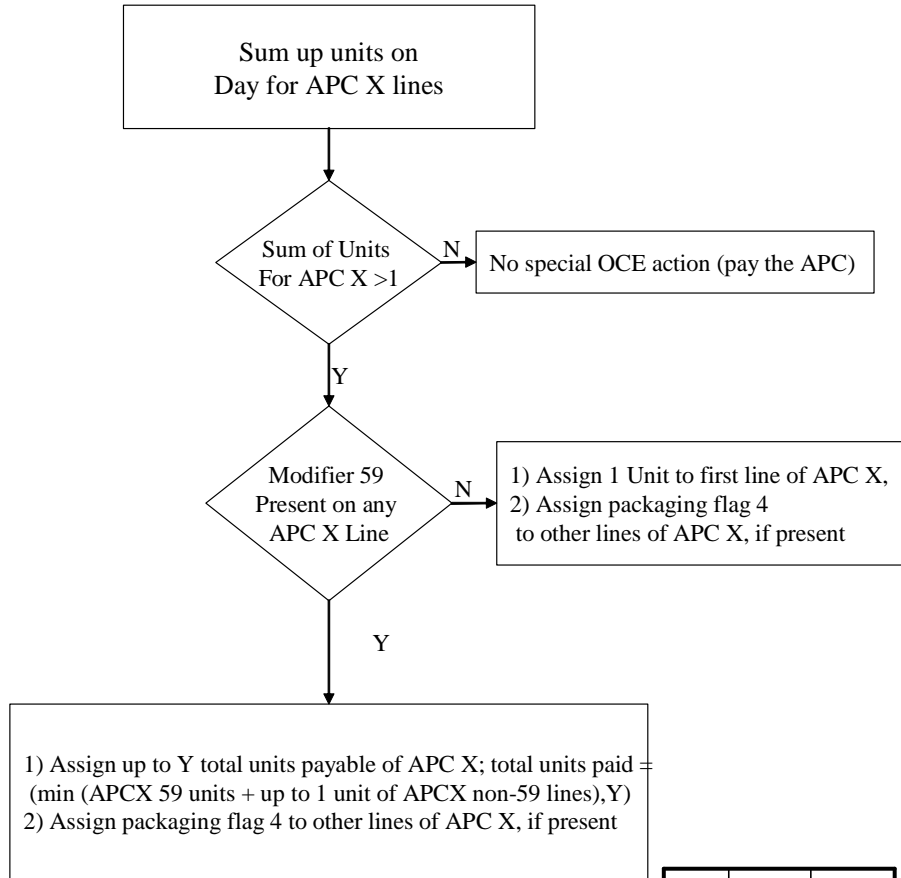 Sum up units on
Day for APC X lines
Sum of Units
For APC X >1
N
No special OCE action (pay the APC)
Y
Modifier 59
Present on any
APC X Line
N
1) Assign 1 Unit to first line of APC X,
2) Assign packaging flag 4
to other lines of APC X, if present
Y
1) Assign up to Y total units payable of APC X; total units paid =
(min (APCX 59 units + up to 1 unit of APCX non-59 lines),Y)
2) Assign packaging flag 4 to other lines of APC X, if present